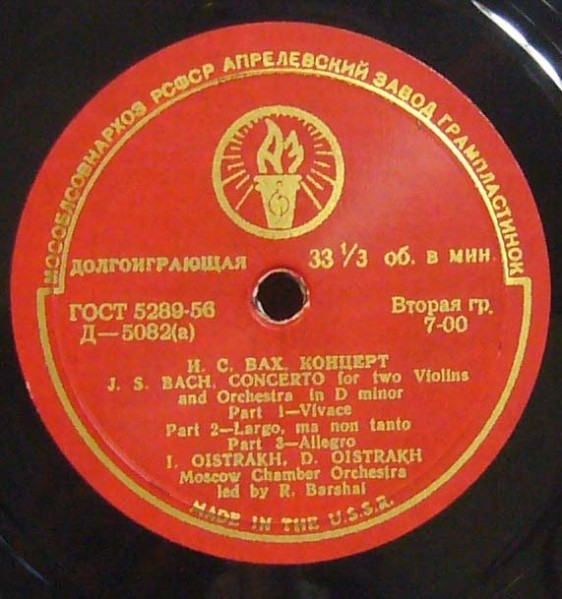 МОСОБЛСОВНАРХОЗ РСФСР АПРЕЛЕВСКИЙ ЗАВОД ГРАМПЛАСТИНОК
АЗ
ДОЛГОИГРАЮЩАЯ 33 1/3 об. в мин.
ГОСТ 5289-56 Вторая гр.
Д—5082(а) 7-00
И. С. БАХ. КОНЦЕРТ
J. S. BACH. CONCERTO for two Violins
and Orchestra in D minor
Part 1—Vivace
Part 2—Largo, ma non tanto
Part 3—Allegro
I. OISTRAKH, D. OISTRAKH
Moscow Chamber Orchestra
led by R. Barshai
MADE IN THE U.S.S.R.